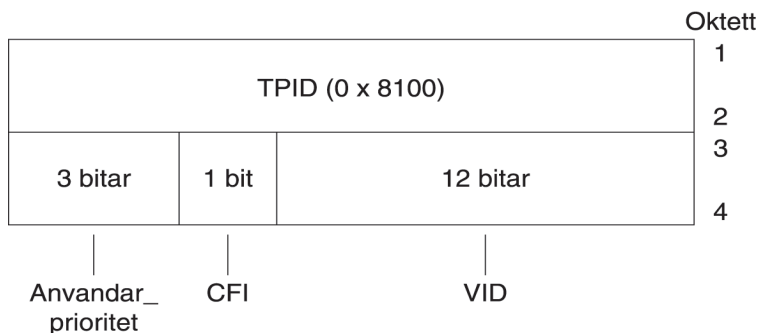 Oktett
1
TPID (0 x 8100)
2
3
3 bitar
1 bit
12 bitar
4
Anvandar_
prioritet
CFI
VID